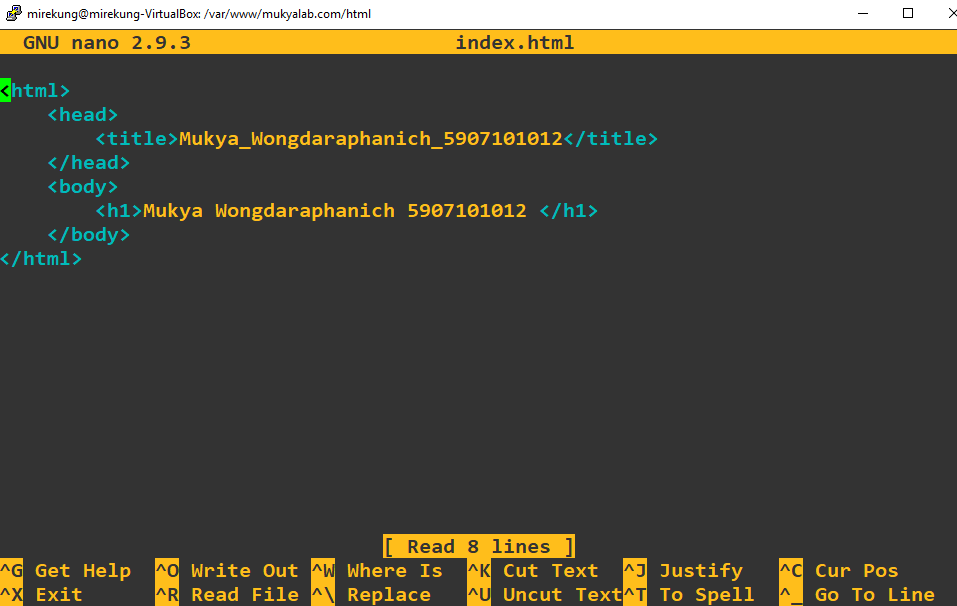 mirekung@mirekung-VirtualBox: /var/www/mukyalab.com/html
GNU nano 2.9.3 index.html
<html>
<head>
<title>Mukya_Wongdaraphanich_5907101012</title>
</head>
<body>
<h1>Mukya Wongdaraphanich 5907101012 </h1>
</body>
</html>
[ Read 8 lines ]
^G Get Help ^O Write Out ^W Where Is ^K Cut Text ^J Justify ^C Cur Pos
^X Exit ^R Read File ^\ Replace ^U Uncut Text^T To Spell ^_ Go To Line